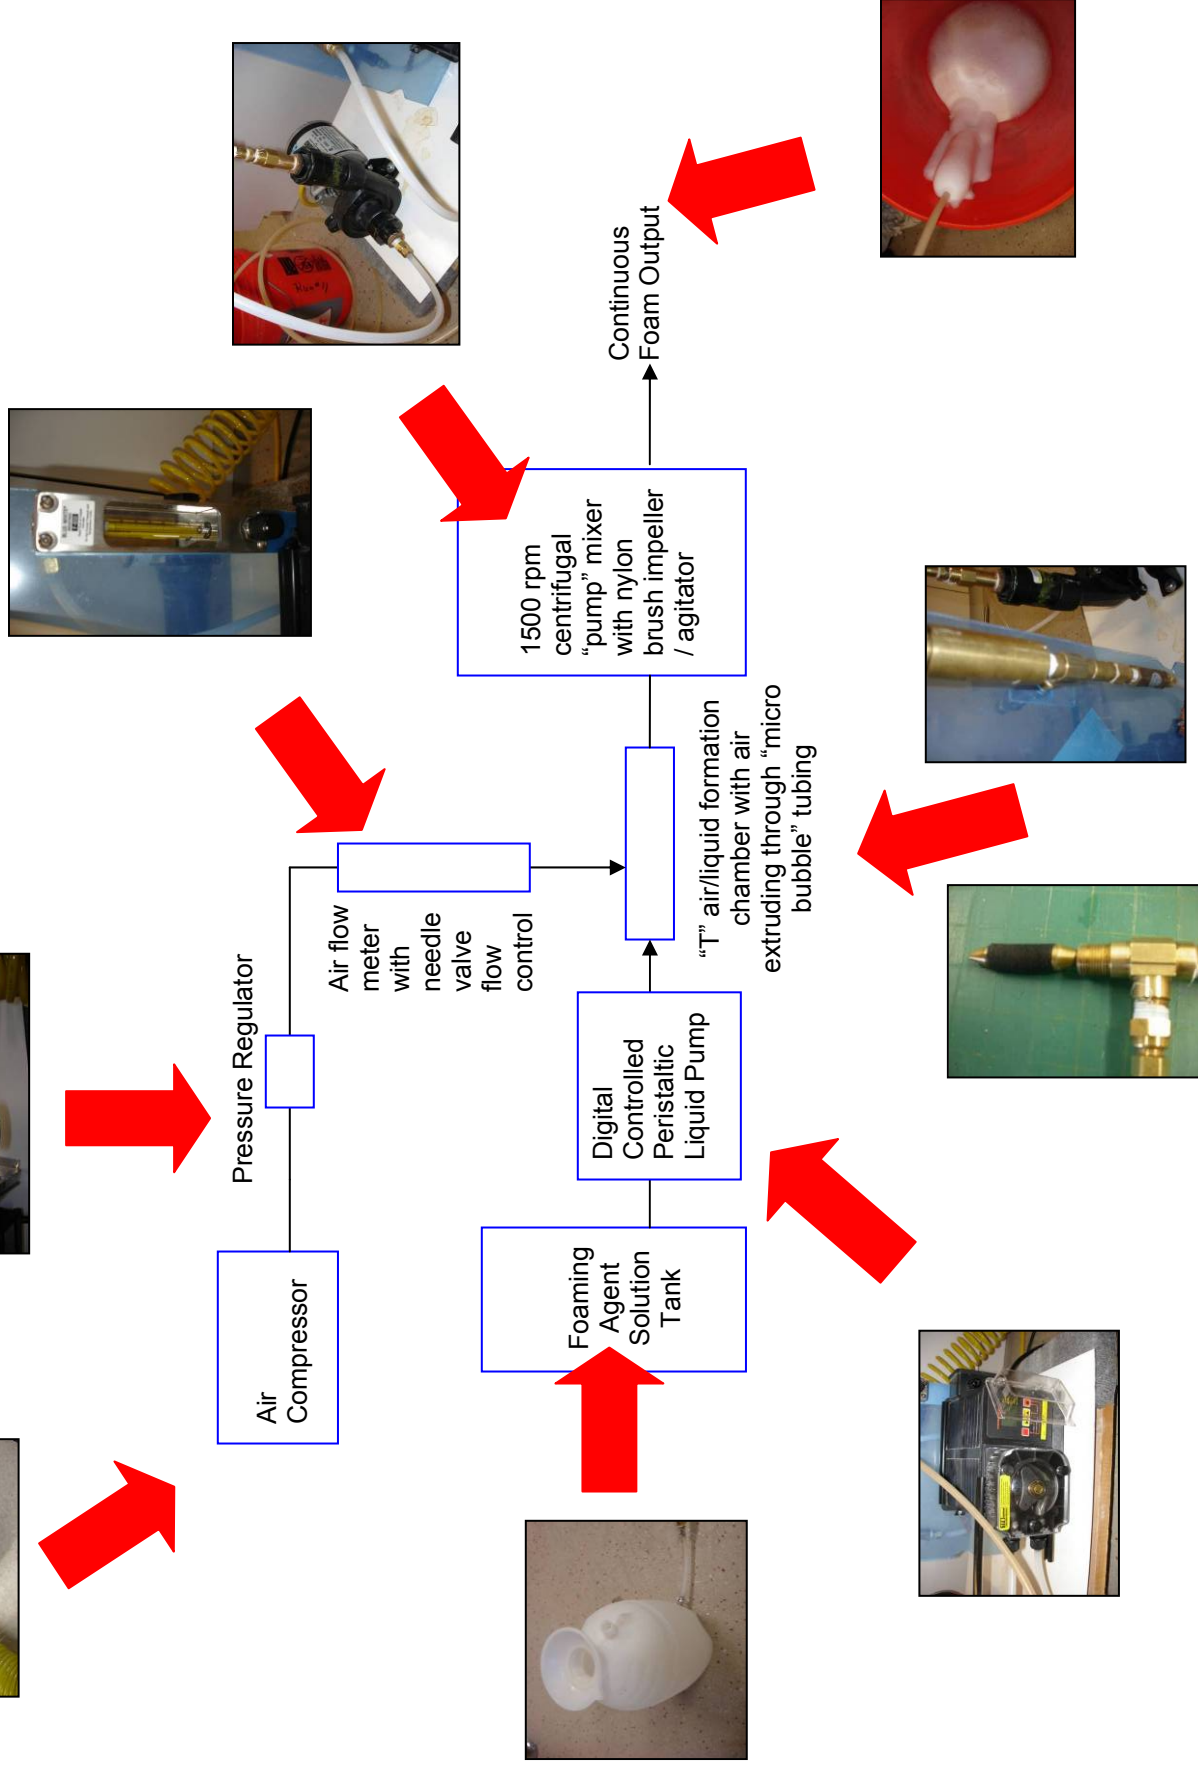 Air
Compressor
Pressure Regulator
Air flow
meter
with
needle
valve
flow
control
Foaming
Agent
Solution
Tank
Digital
Controlled
Peristaltic
Liquid Pump
“T” air/liquid formation
chamber with air
extruding through “micro
bubble” tubing
1500 rpm
centrifugal
“pump” mixer
with nylon
brush impeller
/ agitator
Continuous
Foam Output